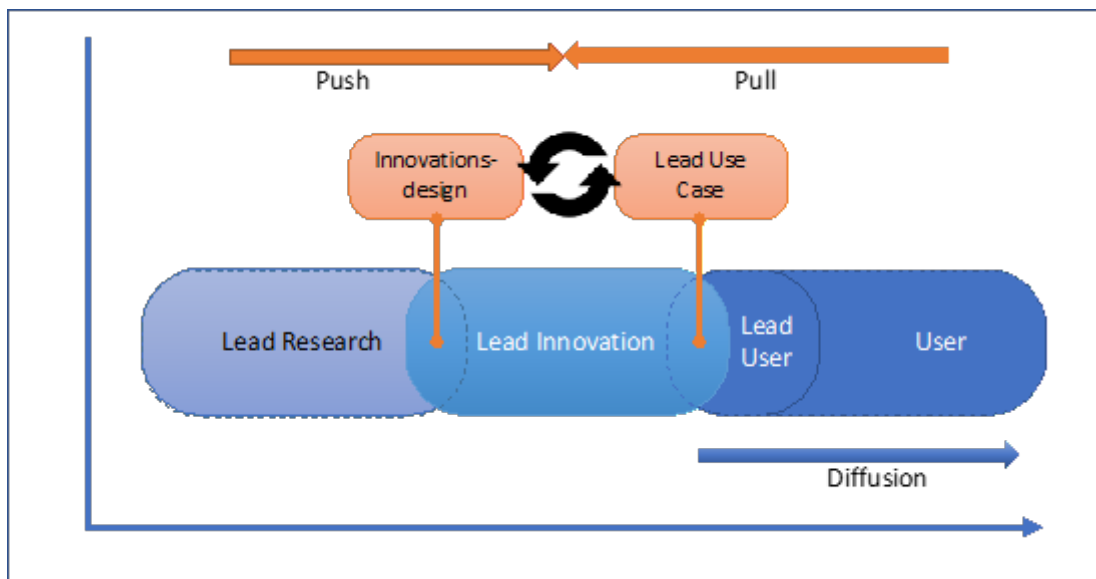 Push
Pull
Innovations-
design
Lead Use
Case
Lead Research
Lead Innovation
Lead
User
User
Diffusion